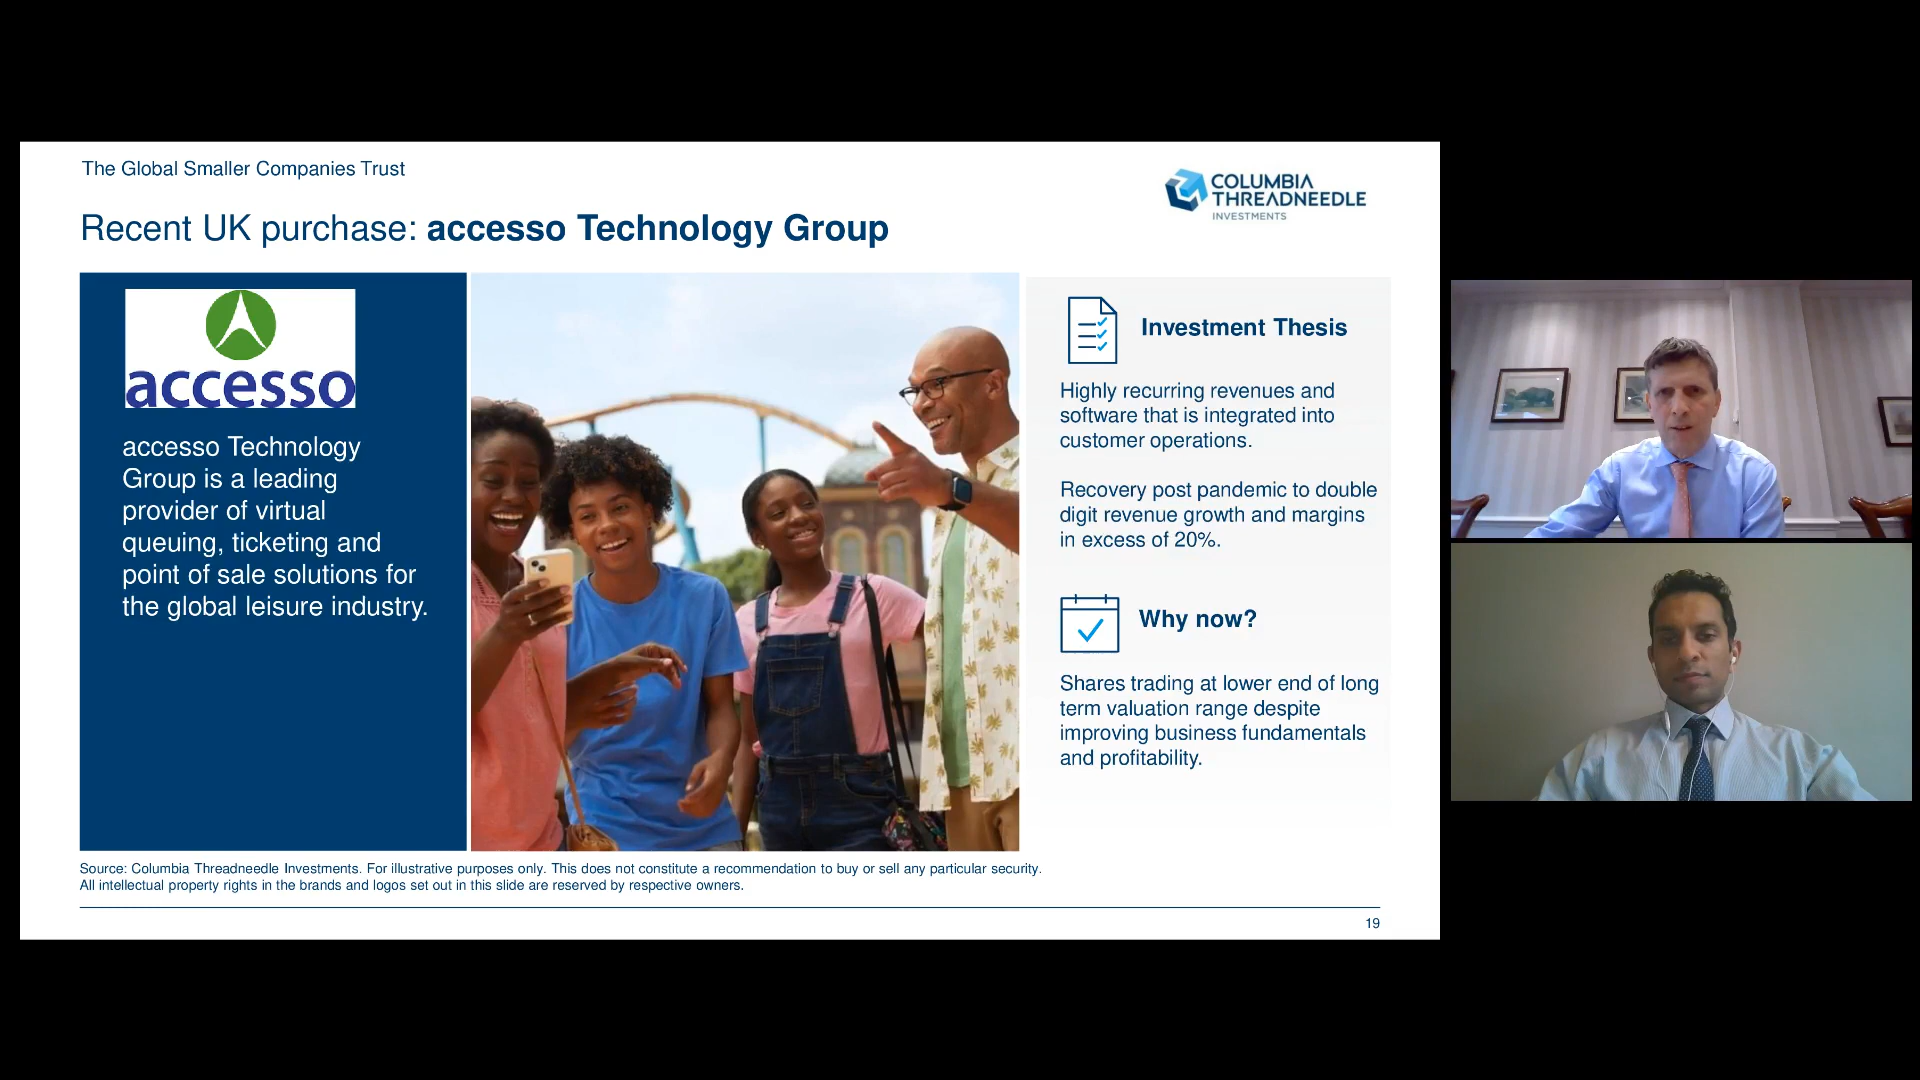 The Global Smaller Companies Trust
COLUMBIA
THREADNEEDLE
INVESTMENTS
Recent UK purchase: accesso Technology Group
accesso
accesso Technology
Group is a leading
provider of virtual
queuing, ticketing and
point of sale solutions for
the global leisure industry.
Investment Thesis
Highly recurring revenues and
software that is integrated into
customer operations.
Recovery post pandemic to double
digit revenue growth and margins
in excess of 20%.
Why now?
Shares trading at lower end of long
term valuation range despite
improving business fundamentals
and profitability.
Source: Columbia Threadneedle Investments. For illustrative purposes only. This does not constitute a recommendation to buy or sell any particular security.
All intellectual property rights in the brands and logos set out in this slide are reserved by respective owners.
19